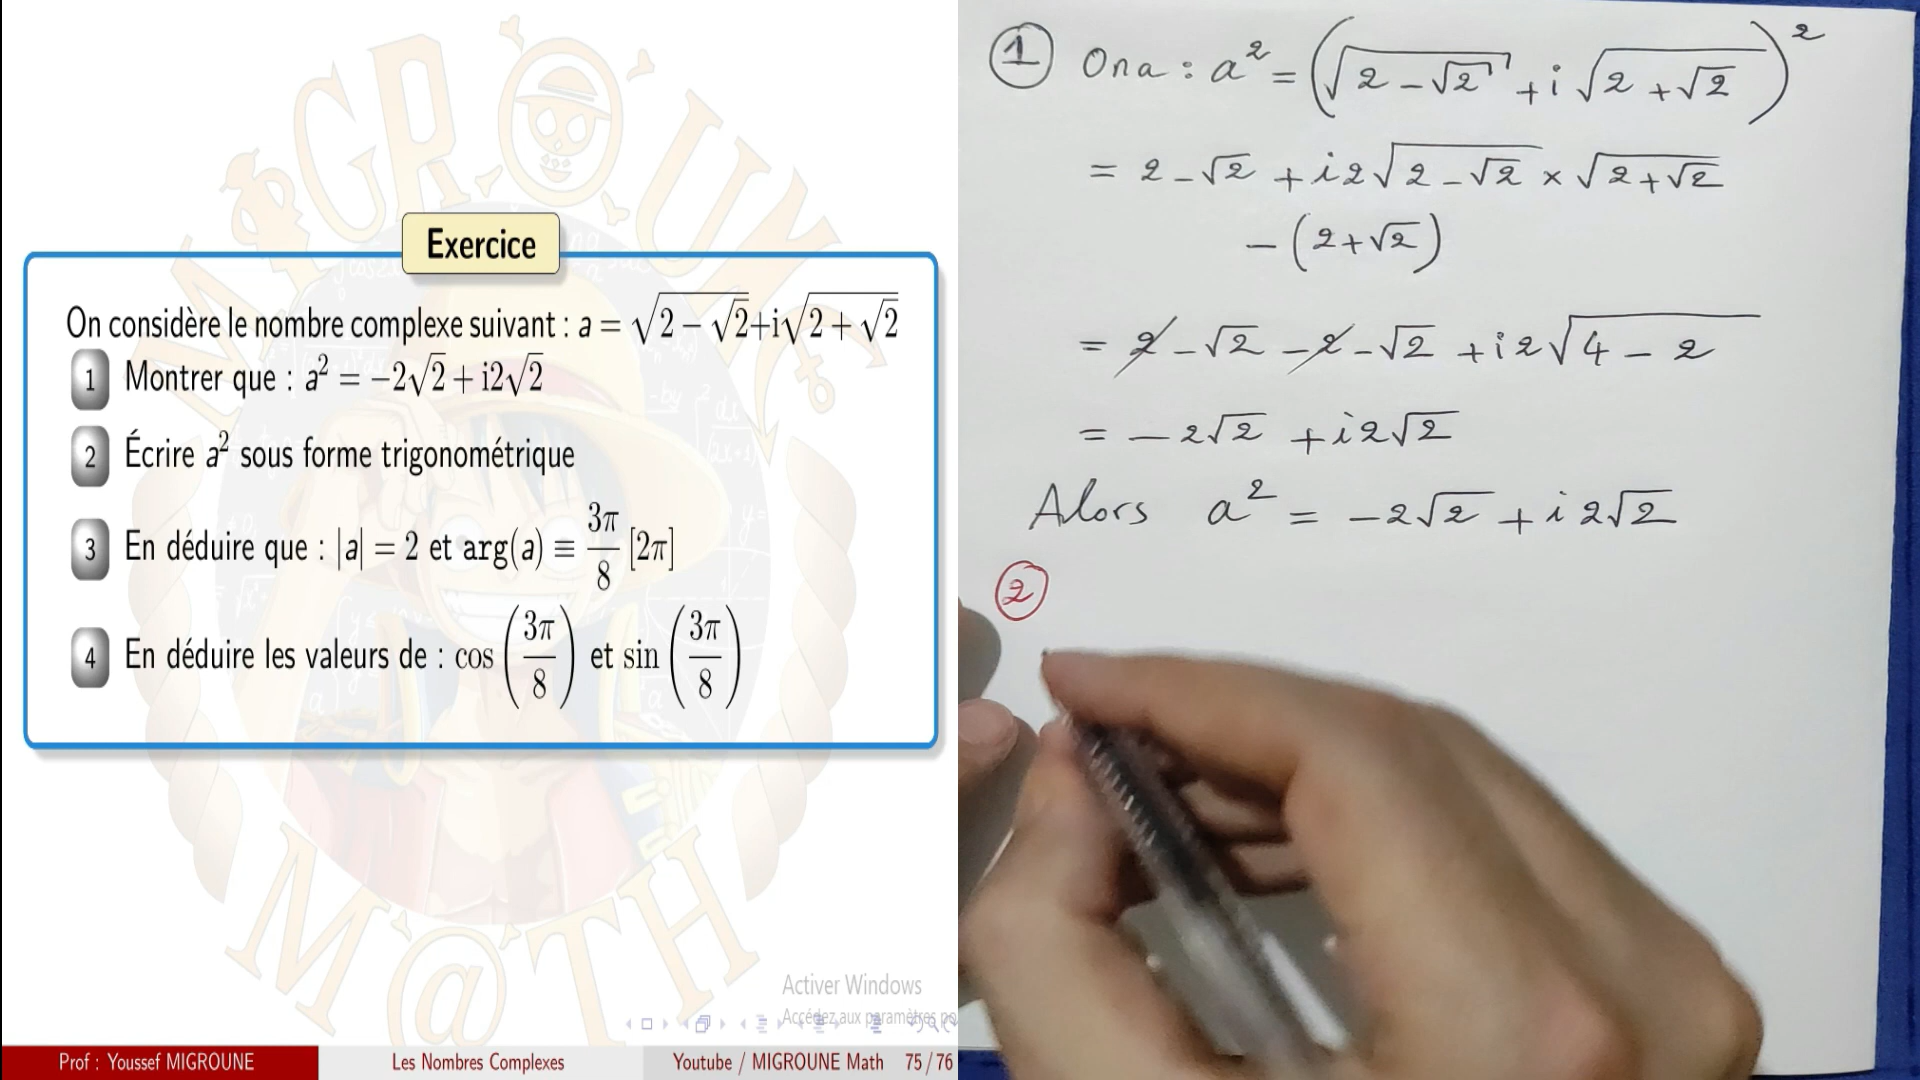 Exercice
On considère le nombre complexe suivant : a = √(2 − √2)+i√(2 + √2)
1 Montrer que : a² = −2√2 + i2√2
2 Écrire a² sous forme trigonométrique
3 En déduire que : |a| = 2 et arg(a) ≡ 3π/8 [2π]
4 En déduire les valeurs de : cos(3π/8) et sin(3π/8)
MIGROUNE
M@TH
Activer Windows
Accédez aux paramètres
Prof : Youssef MIGROUNE
Les Nombres Complexes
Youtube / MIGROUNE Math 75 / 76
① On a : a² = (√(2 − √2) + i√(2 + √2))²
= 2 − √2 + i2√(2 − √2) × √(2 + √2)
− (2 + √2)
= 2 − √2 − 2 − √2 + i2√(4 − 2)
= − 2√2 + i2√2
Alors a² = −2√2 + i2√2
②